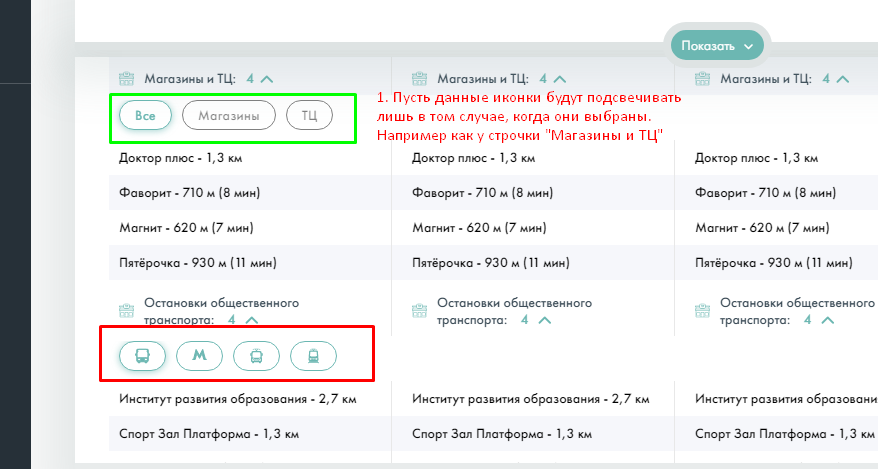 Показать
Магазины и ТЦ: 4
Магазины и ТЦ: 4
Магазины и ТЦ: 4
Все
Магазины
ТЦ
1. Пусть данные иконки будут подсвечивать
лишь в том случае, когда они выбраны.
Например как у строчки "Магазины и ТЦ"
Доктор плюс - 1,3 км
Доктор плюс - 1,3 км
Доктор плюс - 1,3 км
Фаворит - 710 м (8 мин)
Фаворит - 710 м (8 мин)
Фаворит - 710 м (8 мин)
Магнит - 620 м (7 мин)
Магнит - 620 м (7 мин)
Магнит - 620 м (7 мин)
Пятёрочка - 930 м (11 мин)
Пятёрочка - 930 м (11 мин)
Пятёрочка - 930 м (11 мин)
Остановки общественного
транспорта: 4
Остановки общественного
транспорта: 4
Остановки общественного
транспорта: 4
М
Институт развития образования - 2,7 км
Институт развития образования - 2,7 км
Институт развития образовани
Спорт Зал Платформа - 1,3 км
Спорт Зал Платформа - 1,3 км
Спорт Зал Платформа - 1,3 км